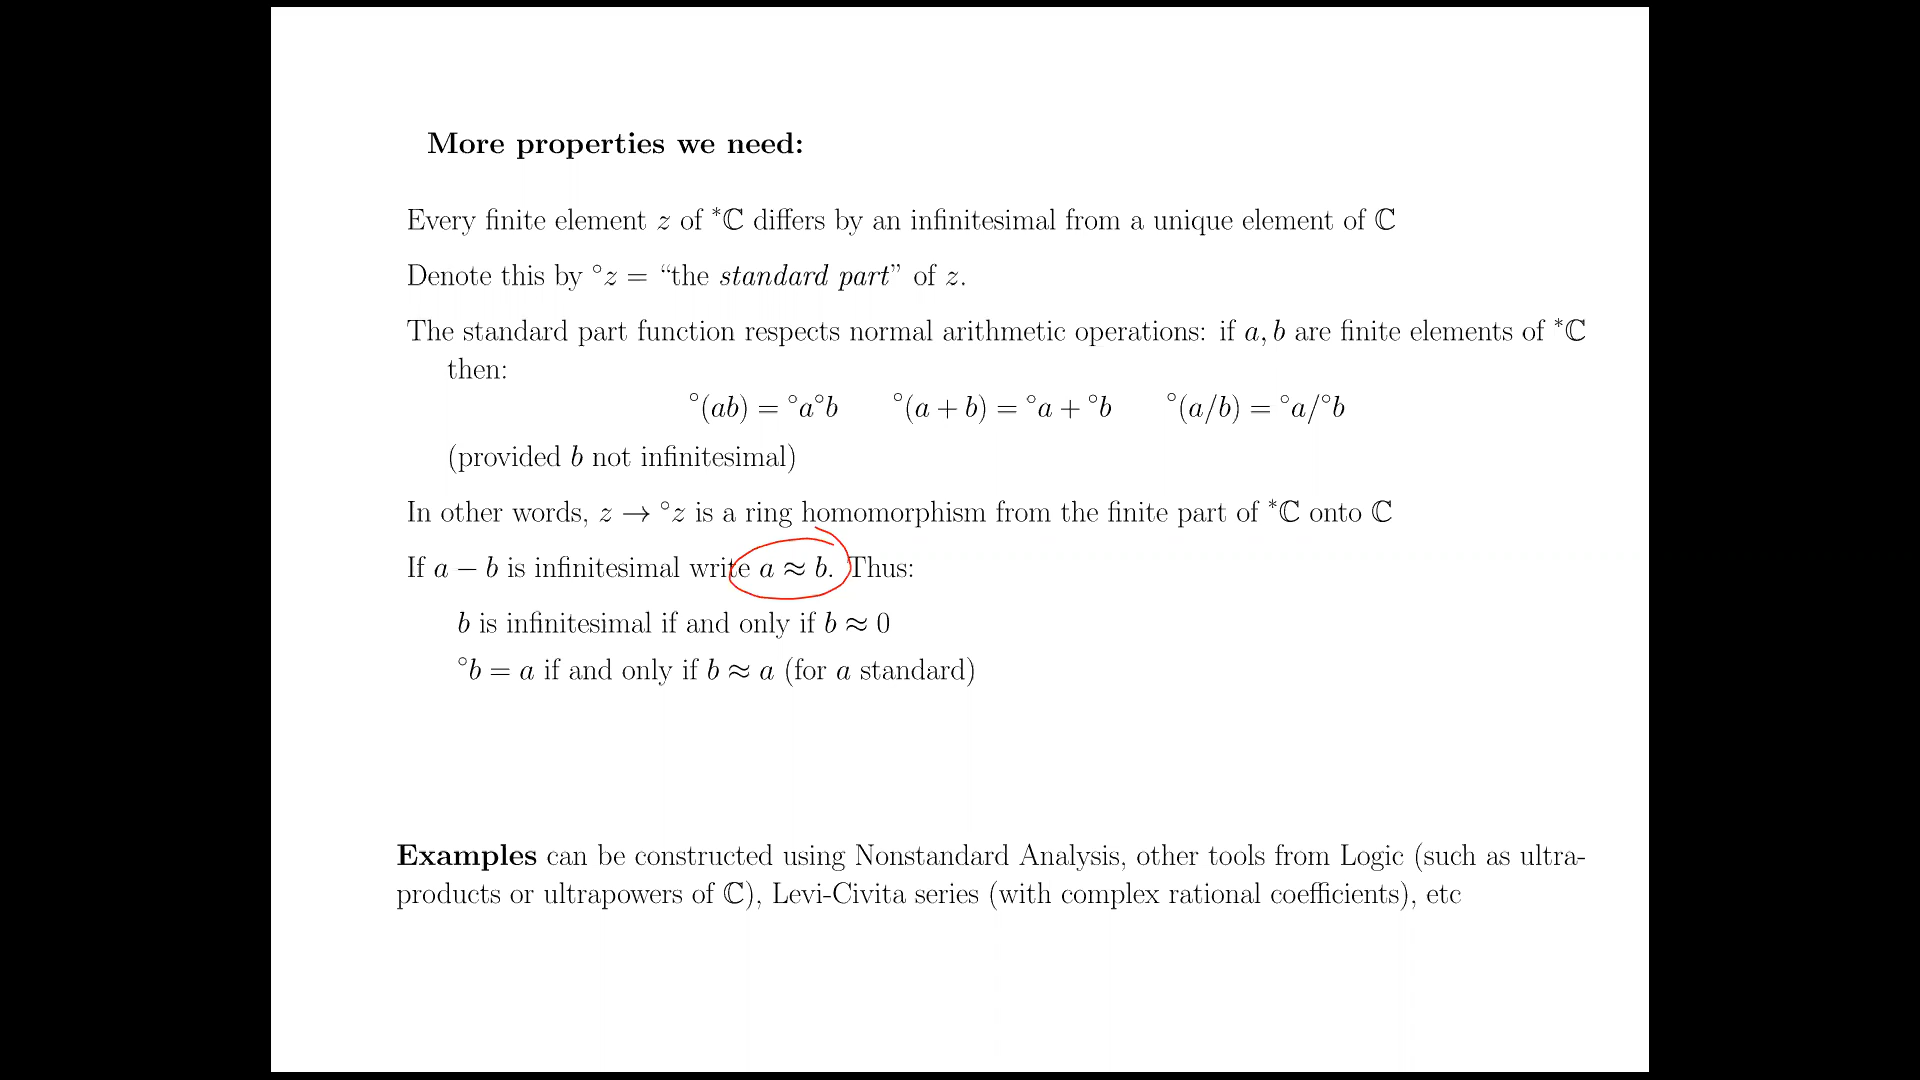 More properties we need:
Every finite element z of *ℂ differs by an infinitesimal from a unique element of ℂ
Denote this by °z = “the standard part” of z.
The standard part function respects normal arithmetic operations: if a, b are finite elements of *ℂ
then:
°(ab) = °a°b °(a + b) = °a + °b °(a/b) = °a/°b
(provided b not infinitesimal)
In other words, z → °z is a ring homomorphism from the finite part of *ℂ onto ℂ
If a − b is infinitesimal write a ≈ b. Thus:
b is infinitesimal if and only if b ≈ 0
°b = a if and only if b ≈ a (for a standard)
Examples can be constructed using Nonstandard Analysis, other tools from Logic (such as ultra-
products or ultrapowers of ℂ), Levi-Civita series (with complex rational coefficients), etc